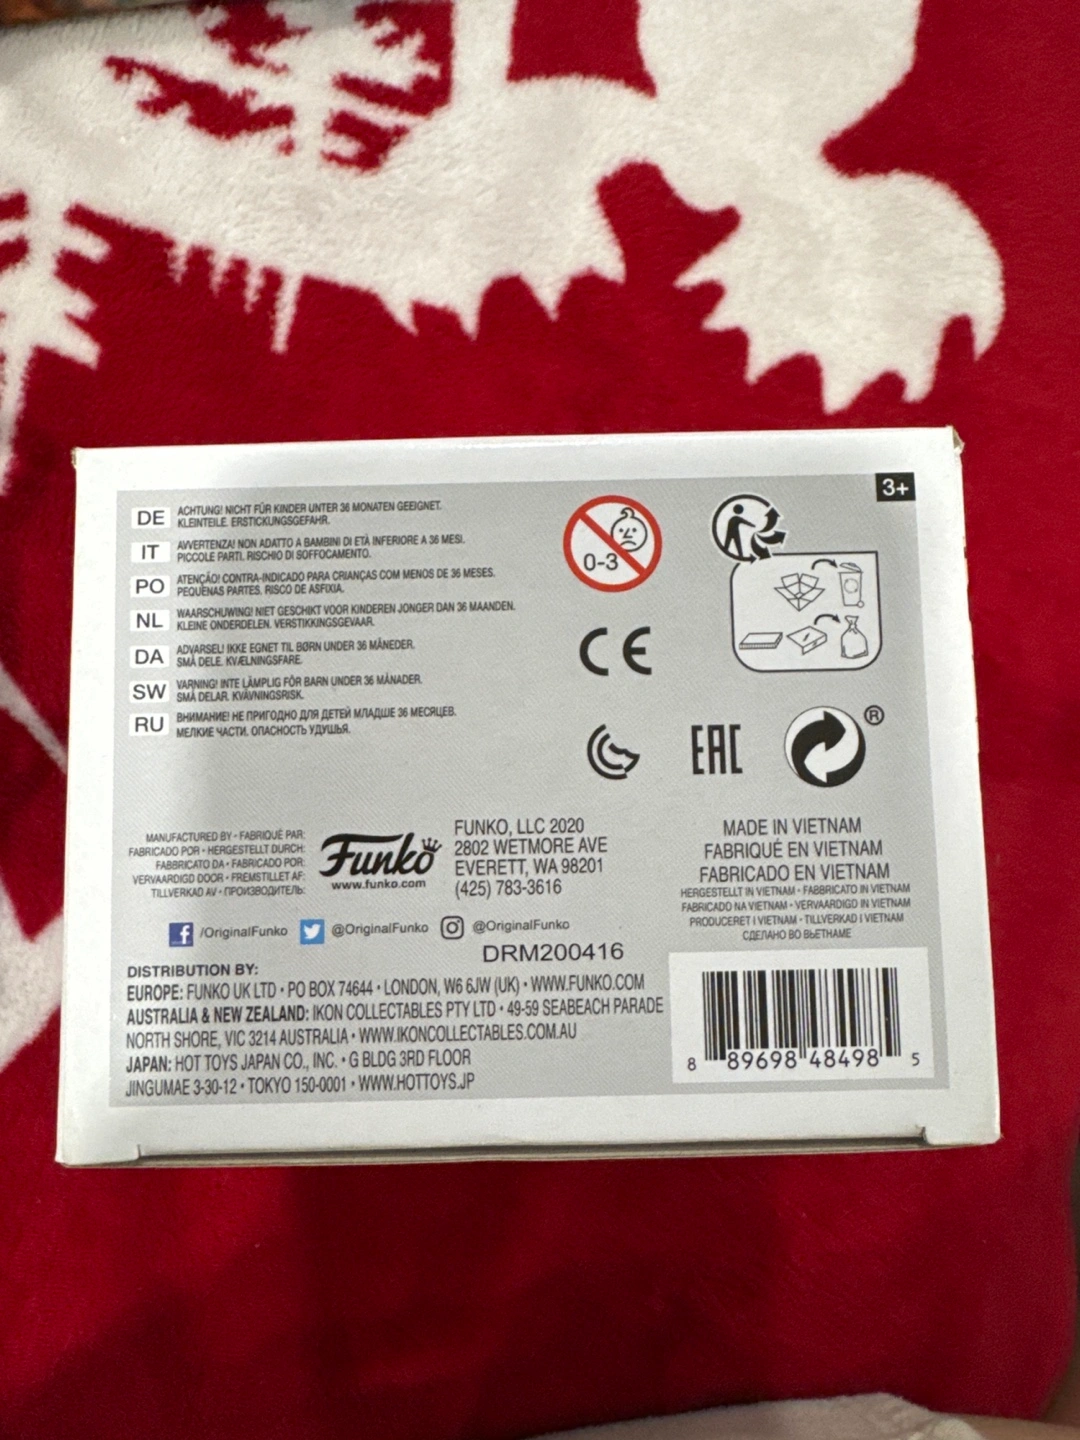 3+
DE ACHTUNG! NICHT FÜR KINDER UNTER 36 MONATEN GEEIGNET.
KLEINTEILE. ERSTICKUNGSGEFAHR.
IT AVVERTENZA! NON ADATTO A BAMBINI DI ETÀ INFERIORE A 36 MESI.
PICCOLE PARTI. RISCHIO DI SOFFOCAMENTO.
PO ATENÇÃO! CONTRA-INDICADO PARA CRIANÇAS COM MENOS DE 36 MESES.
PEQUENAS PARTES. RISCO DE ASFIXIA.
NL WAARSCHUWING! NIET GESCHIKT VOOR KINDEREN JONGER DAN 36 MAANDEN.
KLEINE ONDERDELEN. VERSTIKKINGSGEVAAR.
DA ADVARSEL! IKKE EGNET TIL BØRN UNDER 36 MÅNEDER.
SMÅ DELE. KVÆLNINGSFARE.
SW VARNING! INTE LÄMPLIG FÖR BARN UNDER 36 MÅNADER.
SMÅ DELAR. KVÄVNINGSRISK.
RU ВНИМАНИЕ! НЕ ПРИГОДНО ДЛЯ ДЕТЕЙ МЛАДШЕ 36 МЕСЯЦЕВ.
МЕЛКИЕ ЧАСТИ. ОПАСНОСТЬ УДУШЬЯ.
0-3
CE
EAC
®
MANUFACTURED BY • FABRIQUÉ PAR:
FABRICADO POR • HERGESTELLT DURCH:
FABBRICATO DA • FABRICADO POR:
VERVAARDIGD DOOR • FREMSTILLET AF:
TILLVERKAD AV • ПРОИЗВОДИТЕЛЬ:
Funko
www.funko.com
FUNKO, LLC 2020
2802 WETMORE AVE
EVERETT, WA 98201
(425) 783-3616
MADE IN VIETNAM
FABRIQUÉ EN VIETNAM
FABRICADO EN VIETNAM
HERGESTELLT IN VIETNAM • FABBRICATO IN VIETNAM
FABRICADO NA VIETNAM • VERVAARDIGD IN VIETNAM
PRODUCERET I VIETNAM • TILLVERKAD I VIETNAM
СДЕЛАНО ВО ВЬЕТНАМЕ
/OriginalFunko @OriginalFunko @OriginalFunko
DRM200416
DISTRIBUTION BY:
EUROPE: FUNKO UK LTD • PO BOX 74644 • LONDON, W6 6JW (UK) • WWW.FUNKO.COM
AUSTRALIA & NEW ZEALAND: IKON COLLECTABLES PTY LTD • 49-59 SEABEACH PARADE
NORTH SHORE, VIC 3214 AUSTRALIA • WWW.IKONCOLLECTABLES.COM.AU
JAPAN: HOT TOYS JAPAN CO., INC. • G BLDG 3RD FLOOR
JINGUMAE 3-30-12 • TOKYO 150-0001 • WWW.HOTTOYS.JP
8 89698 48498 5